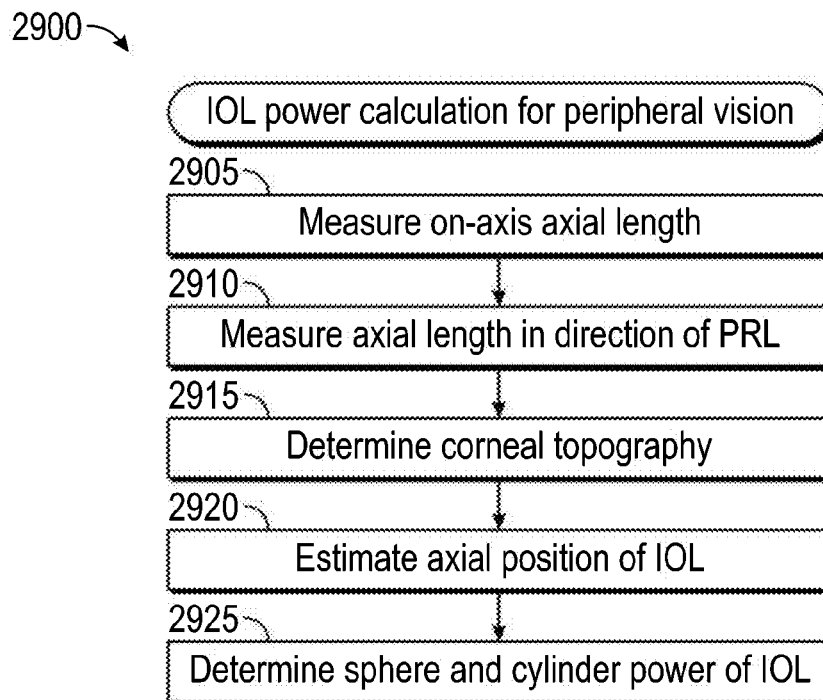 2900
IOL power calculation for peripheral vision
2905
Measure on-axis axial length
2910
Measure axial length in direction of PRL
2915
Determine corneal topography
2920
Estimate axial position of IOL
2925
Determine sphere and cylinder power of IOL